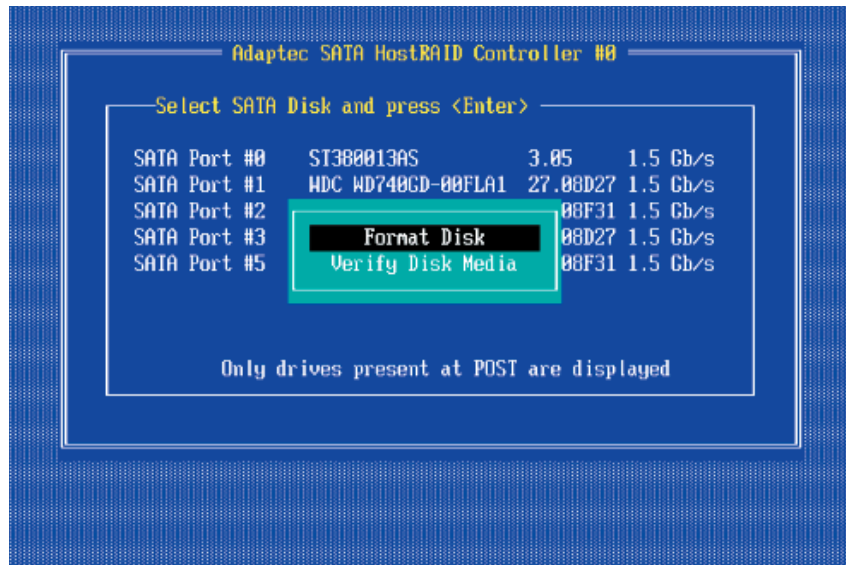 Adaptec SATA HostRAID Controller #0
Select SATA Disk and press <Enter>
SATA Port #0 ST380013AS 3.05 1.5 Gb/s
SATA Port #1 WDC WD740GD-00FLA1 27.08D27 1.5 Gb/s
SATA Port #2 08F31 1.5 Gb/s
SATA Port #3 Format Disk 08D27 1.5 Gb/s
SATA Port #5 Verify Disk Media 08F31 1.5 Gb/s
Only drives present at POST are displayed